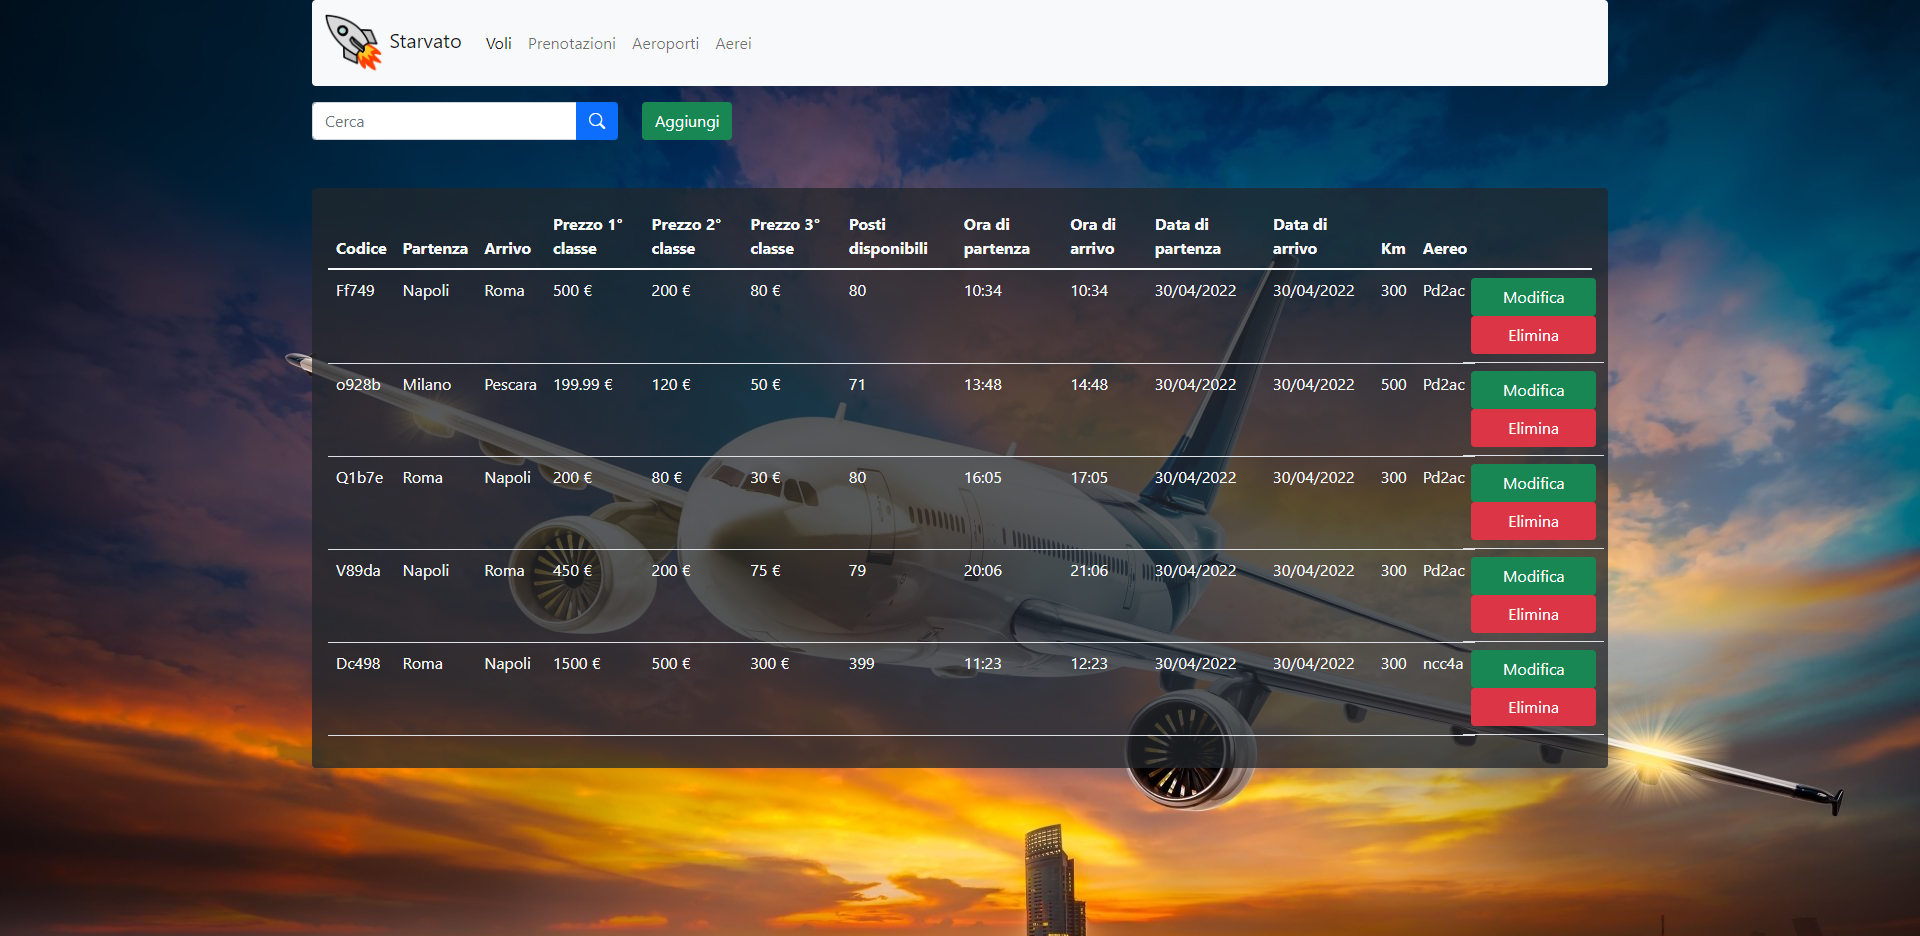 Starvato Voli Prenotazioni Aeroporti Aerei
Cerca Aggiungi
Codice Partenza Arrivo Prezzo 1° classe Prezzo 2° classe Prezzo 3° classe Posti disponibili Ora di partenza Ora di arrivo Data di partenza Data di arrivo Km Aereo
Ff749 Napoli Roma 500 € 200 € 80 € 80 10:34 10:34 30/04/2022 30/04/2022 300 Pd2ac Modifica
Elimina
o928b Milano Pescara 199.99 € 120 € 50 € 71 13:48 14:48 30/04/2022 30/04/2022 500 Pd2ac Modifica
Elimina
Q1b7e Roma Napoli 200 € 80 € 30 € 80 16:05 17:05 30/04/2022 30/04/2022 300 Pd2ac Modifica
Elimina
V89da Napoli Roma 450 € 200 € 75 € 79 20:06 21:06 30/04/2022 30/04/2022 300 Pd2ac Modifica
Elimina
Dc498 Roma Napoli 1500 € 500 € 300 € 399 11:23 12:23 30/04/2022 30/04/2022 300 ncc4a Modifica
Elimina